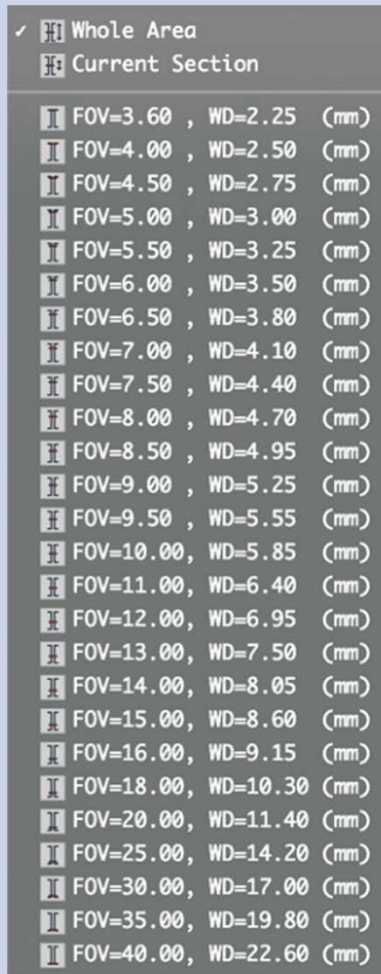 ✓ Whole Area
Current Section
FOV=3.60 , WD=2.25 (mm)
FOV=4.00 , WD=2.50 (mm)
FOV=4.50 , WD=2.75 (mm)
FOV=5.00 , WD=3.00 (mm)
FOV=5.50 , WD=3.25 (mm)
FOV=6.00 , WD=3.50 (mm)
FOV=6.50 , WD=3.80 (mm)
FOV=7.00 , WD=4.10 (mm)
FOV=7.50 , WD=4.40 (mm)
FOV=8.00 , WD=4.70 (mm)
FOV=8.50 , WD=4.95 (mm)
FOV=9.00 , WD=5.25 (mm)
FOV=9.50 , WD=5.55 (mm)
FOV=10.00, WD=5.85 (mm)
FOV=11.00, WD=6.40 (mm)
FOV=12.00, WD=6.95 (mm)
FOV=13.00, WD=7.50 (mm)
FOV=14.00, WD=8.05 (mm)
FOV=15.00, WD=8.60 (mm)
FOV=16.00, WD=9.15 (mm)
FOV=18.00, WD=10.30 (mm)
FOV=20.00, WD=11.40 (mm)
FOV=25.00, WD=14.20 (mm)
FOV=30.00, WD=17.00 (mm)
FOV=35.00, WD=19.80 (mm)
FOV=40.00, WD=22.60 (mm)